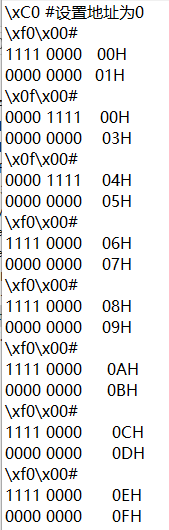 \xC0 #设置地址为0
\xf0\x00#
1111 0000 00H
0000 0000 01H
\x0f\x00#
0000 1111 00H
0000 0000 03H
\x0f\x00#
0000 1111 04H
0000 0000 05H
\xf0\x00#
1111 0000 06H
0000 0000 07H
\xf0\x00#
1111 0000 08H
0000 0000 09H
\xf0\x00#
1111 0000 0AH
0000 0000 0BH
\xf0\x00#
1111 0000 0CH
0000 0000 0DH
\xf0\x00#
1111 0000 0EH
0000 0000 0FH